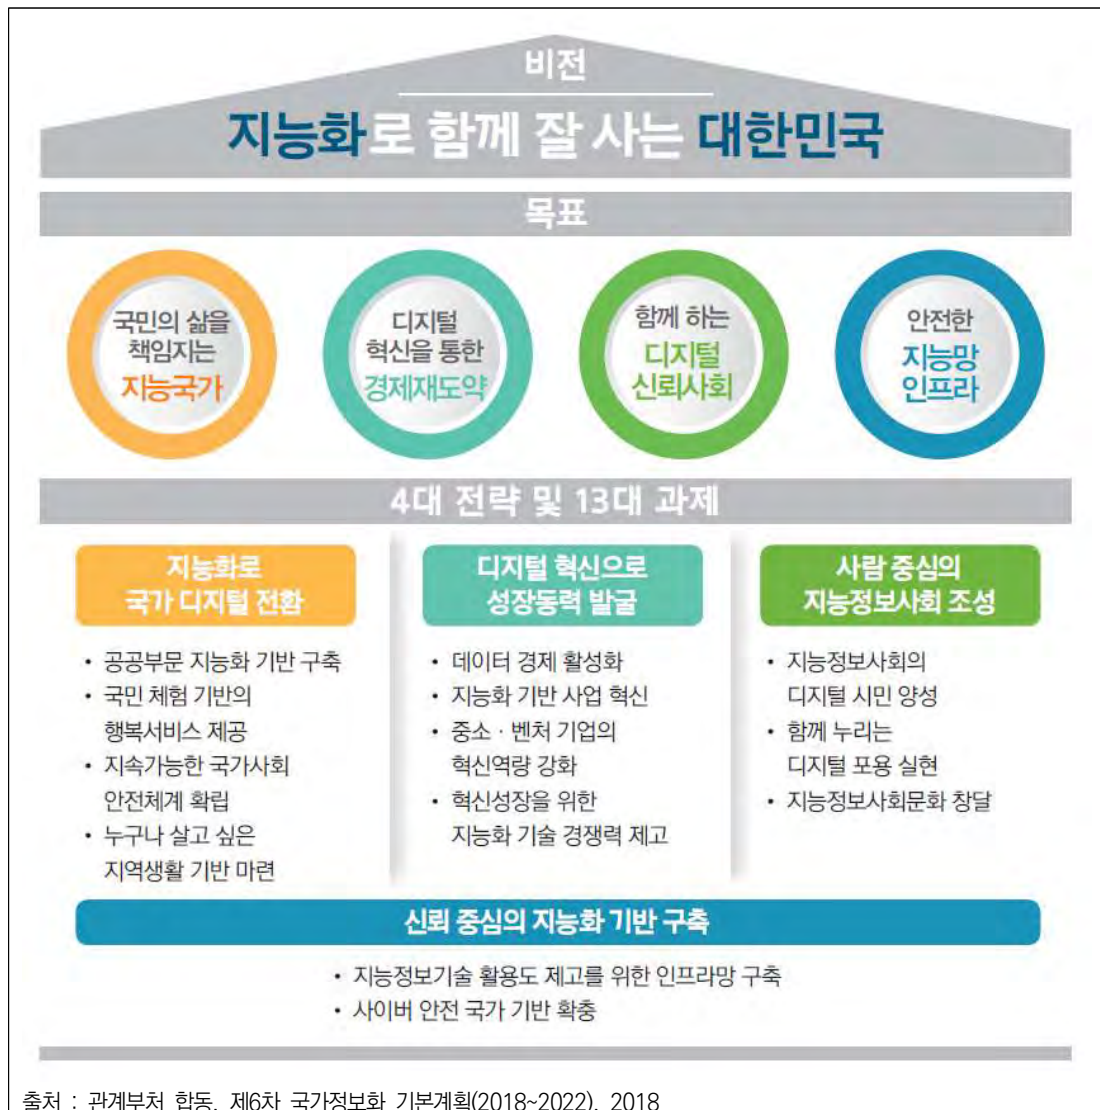 비전
지능화로 함께 잘 사는 대한민국
목표
국민의 삶을
책임지는
지능국가
디지털
혁신을 통한
경제재도약
함께 하는
디지털
신뢰사회
안전한
지능망
인프라
4대 전략 및 13대 과제
지능화로
국가 디지털 전환
• 공공부문 지능화 기반 구축
• 국민 체험 기반의
행복서비스 제공
• 지속가능한 국가사회
안전체계 확립
• 누구나 살고 싶은
지역생활 기반 마련
디지털 혁신으로
성장동력 발굴
• 데이터 경제 활성화
• 지능화 기반 사업 혁신
• 중소 · 벤처 기업의
혁신역량 강화
• 혁신성장을 위한
지능화 기술 경쟁력 제고
사람 중심의
지능정보사회 조성
• 지능정보사회의
디지털 시민 양성
• 함께 누리는
디지털 포용 실현
• 지능정보사회문화 창달
신뢰 중심의 지능화 기반 구축
• 지능정보기술 활용도 제고를 위한 인프라망 구축
• 사이버 안전 국가 기반 확충
출처 : 관계부처 합동, 제6차 국가정보화 기본계획(2018~2022), 2018